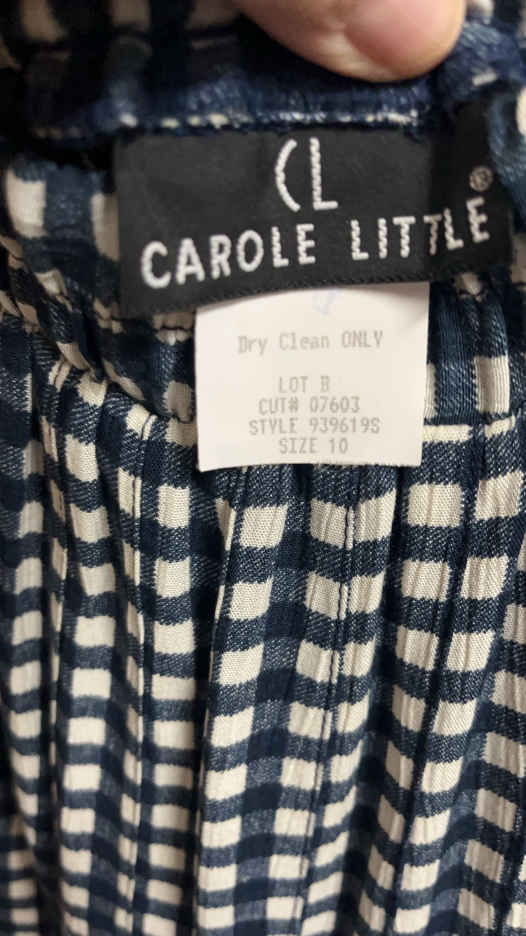 CL
®
CAROLE LITTLE
Dry Clean ONLY
LOT B
CUT# 07603
STYLE 939619S
SIZE 10